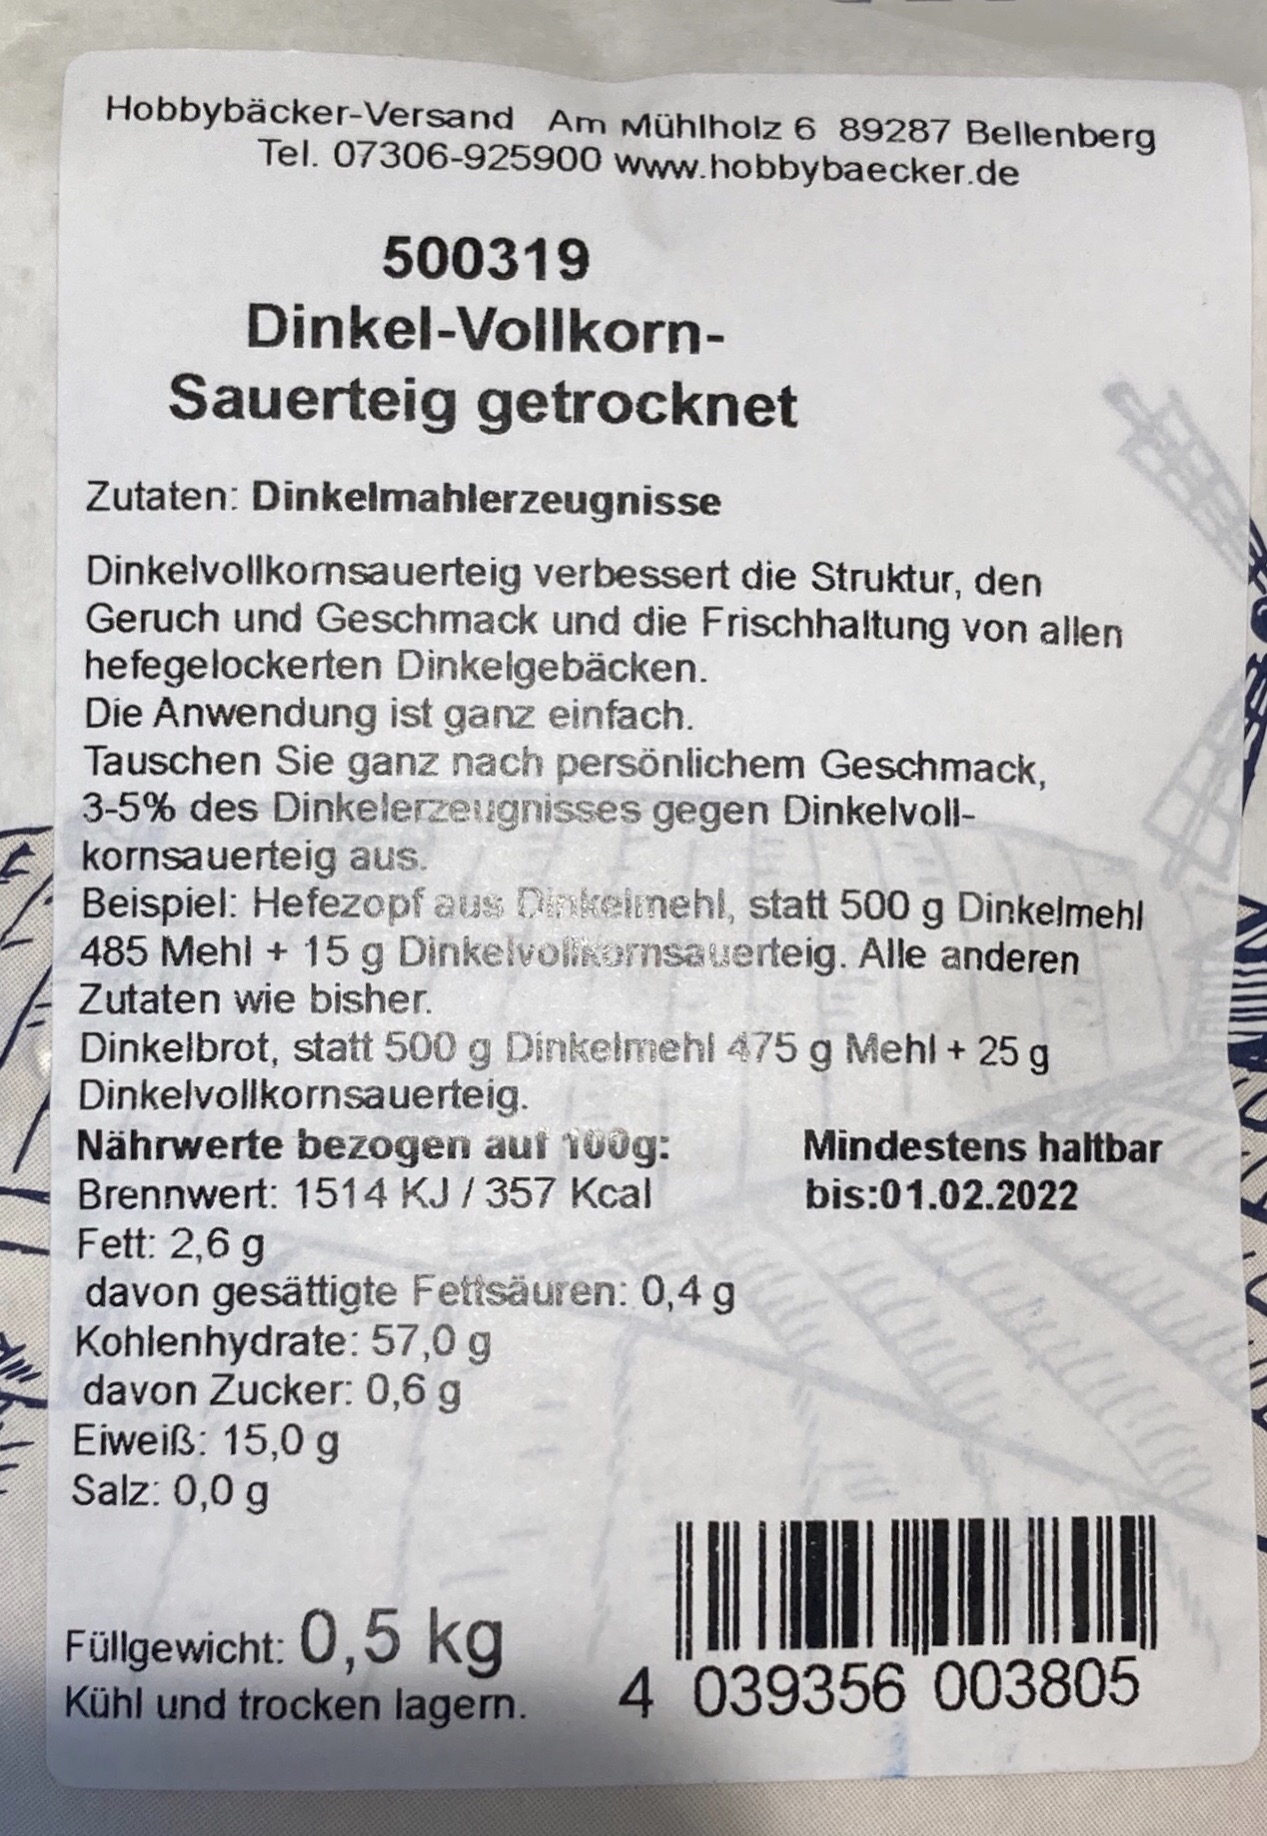 Hobbybäcker-Versand Am Mühlholz 6 89287 Bellenberg
Tel. 07306-925900 www.hobbybaecker.de
500319
Dinkel-Vollkorn-
Sauerteig getrocknet
Zutaten: Dinkelmahlerzeugnisse
Dinkelvollkornsauerteig verbessert die Struktur, den
Geruch und Geschmack und die Frischhaltung von allen
hefegelockerten Dinkelgebäcken.
Die Anwendung ist ganz einfach.
Tauschen Sie ganz nach persönlichem Geschmack,
3-5% des Dinkelerzeugnisses gegen Dinkelvoll-
kornsauerteig aus.
Beispiel: Hefezopf aus Dinkelmehl, statt 500 g Dinkelmehl
485 Mehl + 15 g Dinkelvollkornsauerteig. Alle anderen
Zutaten wie bisher.
Dinkelbrot, statt 500 g Dinkelmehl 475 g Mehl + 25 g
Dinkelvollkornsauerteig.
Nährwerte bezogen auf 100g:
Brennwert: 1514 KJ / 357 Kcal
Fett: 2,6 g
davon gesättigte Fettsäuren: 0,4 g
Kohlenhydrate: 57,0 g
davon Zucker: 0,6 g
Eiweiß: 15,0 g
Salz: 0,0 g
Mindestens haltbar
bis:01.02.2022
Füllgewicht: 0,5 kg
Kühl und trocken lagern.
4 039356 003805